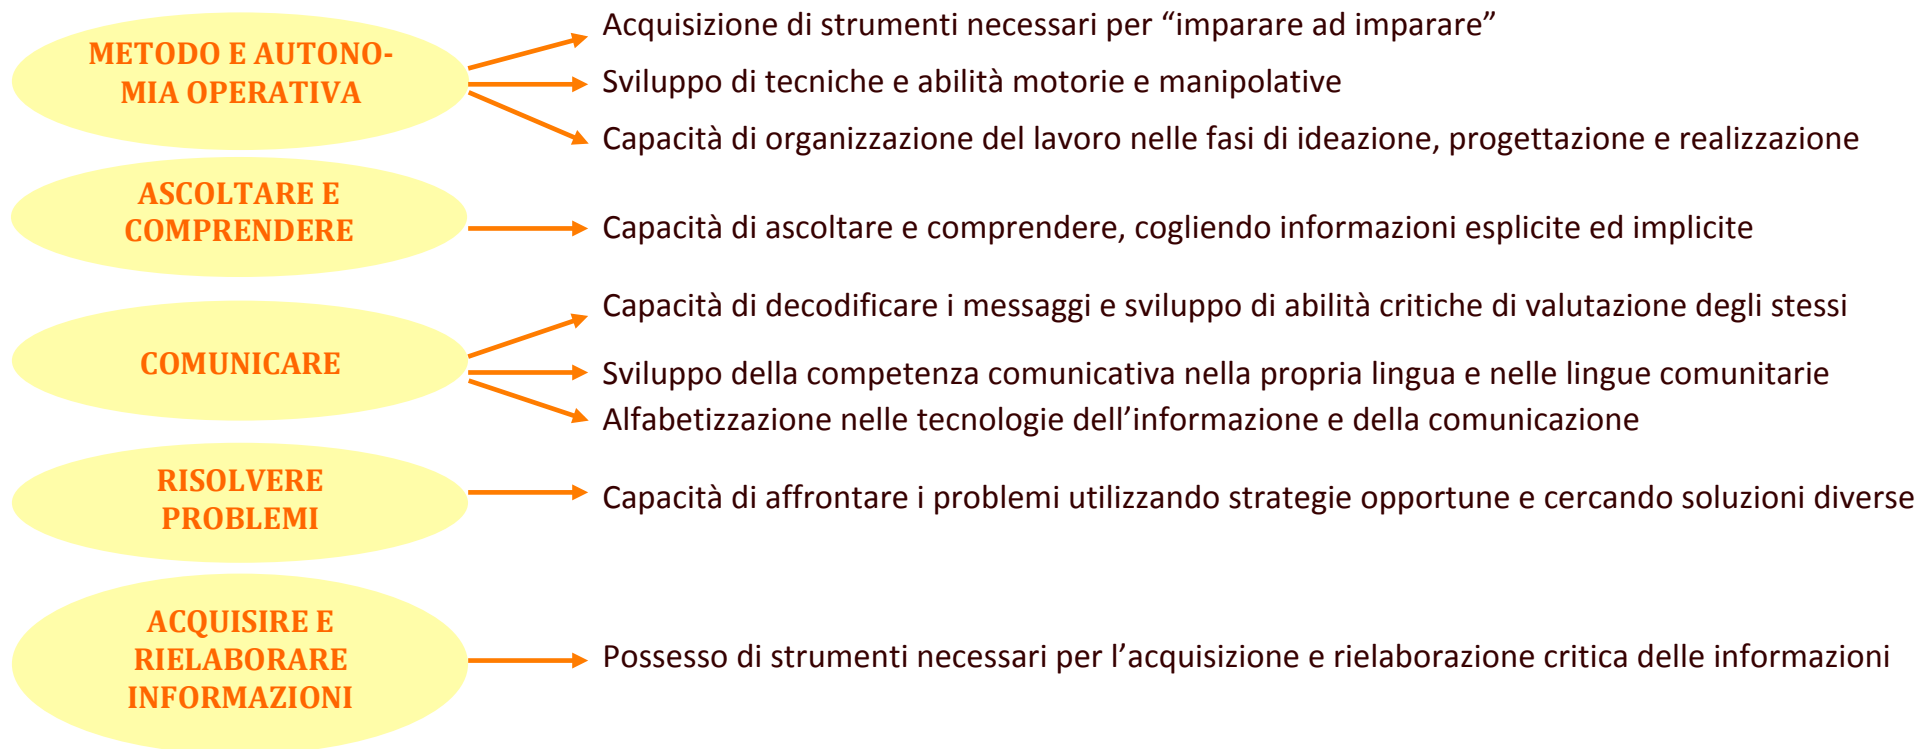 METODO E AUTONO-
MIA OPERATIVA
Acquisizione di strumenti necessari per “imparare ad imparare”
Sviluppo di tecniche e abilità motorie e manipolative
Capacità di organizzazione del lavoro nelle fasi di ideazione, progettazione e realizzazione
ASCOLTARE E
COMPRENDERE
Capacità di ascoltare e comprendere, cogliendo informazioni esplicite ed implicite
COMUNICARE
Capacità di decodificare i messaggi e sviluppo di abilità critiche di valutazione degli stessi
Sviluppo della competenza comunicativa nella propria lingua e nelle lingue comunitarie
Alfabetizzazione nelle tecnologie dell’informazione e della comunicazione
RISOLVERE
PROBLEMI
Capacità di affrontare i problemi utilizzando strategie opportune e cercando soluzioni diverse
ACQUISIRE E
RIELABORARE
INFORMAZIONI
Possesso di strumenti necessari per l’acquisizione e rielaborazione critica delle informazioni